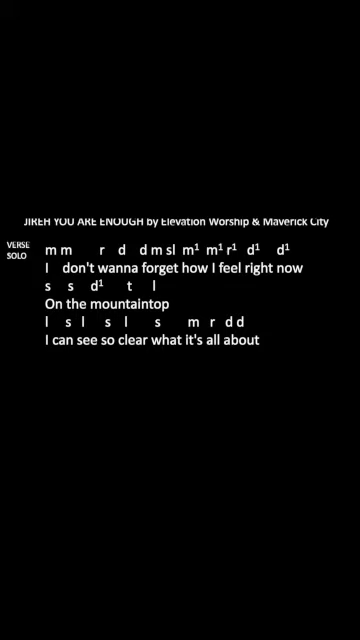 JIREH YOU ARE ENOUGH by Elevation Worship & Maverick City
VERSE
SOLO
m m r d d m sl m¹ m¹ r¹ d¹ d¹
I don't wanna forget how I feel right now
s s d¹ t l
On the mountaintop
l s l s l s m r d d
I can see so clear what it's all about